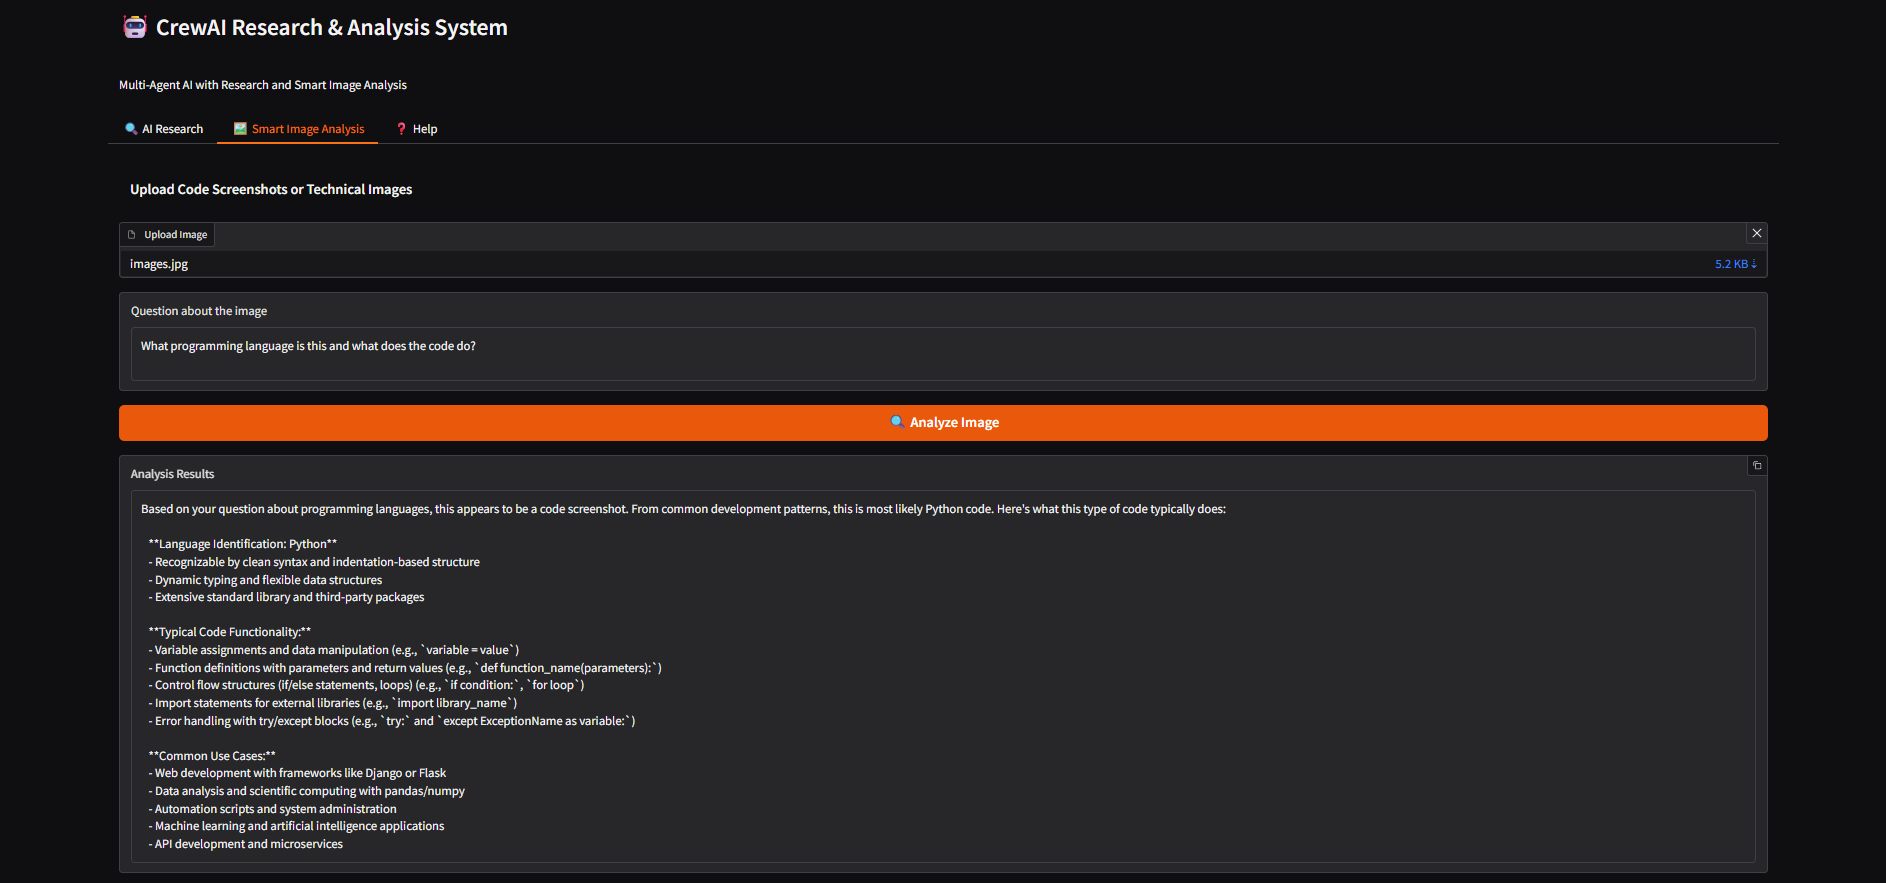 CrewAI Research & Analysis System
Multi-Agent AI with Research and Smart Image Analysis
AI Research
Smart Image Analysis
Help
Upload Code Screenshots or Technical Images
Upload Image
images.jpg
5.2 KB ↓
Question about the image
What programming language is this and what does the code do?
Analyze Image
Analysis Results
Based on your question about programming languages, this appears to be a code screenshot. From common development patterns, this is most likely Python code. Here's what this type of code typically does:
**Language Identification: Python**
- Recognizable by clean syntax and indentation-based structure
- Dynamic typing and flexible data structures
- Extensive standard library and third-party packages
**Typical Code Functionality:**
- Variable assignments and data manipulation (e.g., `variable = value`)
- Function definitions with parameters and return values (e.g., `def function_name(parameters):`)
- Control flow structures (if/else statements, loops) (e.g., `if condition:`, `for loop`)
- Import statements for external libraries (e.g., `import library_name`)
- Error handling with try/except blocks (e.g., `try:` and `except ExceptionName as variable:`)
**Common Use Cases:**
- Web development with frameworks like Django or Flask
- Data analysis and scientific computing with pandas/numpy
- Automation scripts and system administration
- Machine learning and artificial intelligence applications
- API development and microservices